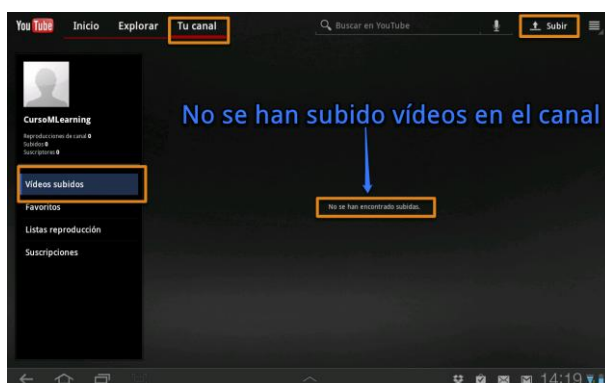 YouTube Inicio Explorar Tu canal Buscar en YouTube Subir
CursoMLearning
Reproducciones de canal 0
Subidos 0
Suscriptores 0
No se han subido vídeos en el canal
Vídeos subidos
Favoritos
Listas reproducción
Suscripciones
No se han encontrado subidas.
14:19